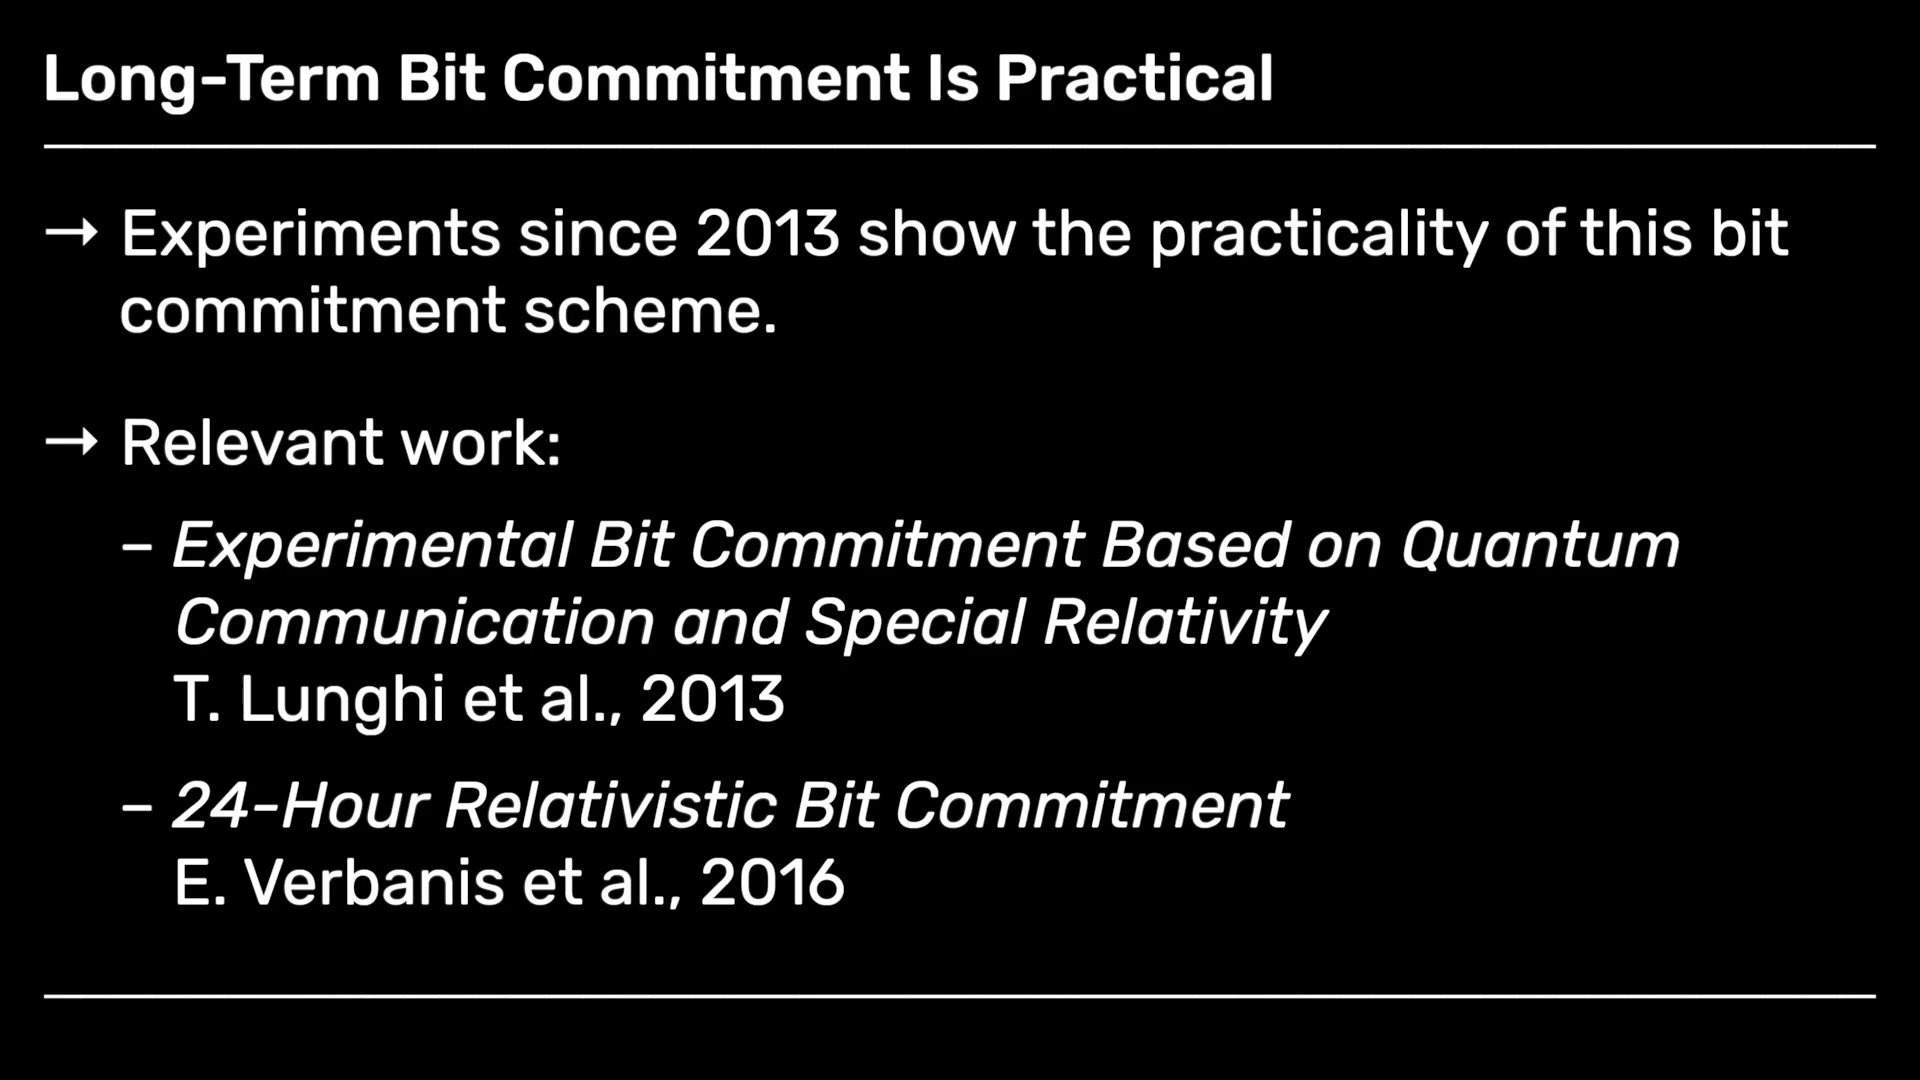 Long-Term Bit Commitment Is Practical
→ Experiments since 2013 show the practicality of this bit
commitment scheme.
→ Relevant work:
– Experimental Bit Commitment Based on Quantum
Communication and Special Relativity
T. Lunghi et al., 2013
– 24-Hour Relativistic Bit Commitment
E. Verbanis et al., 2016